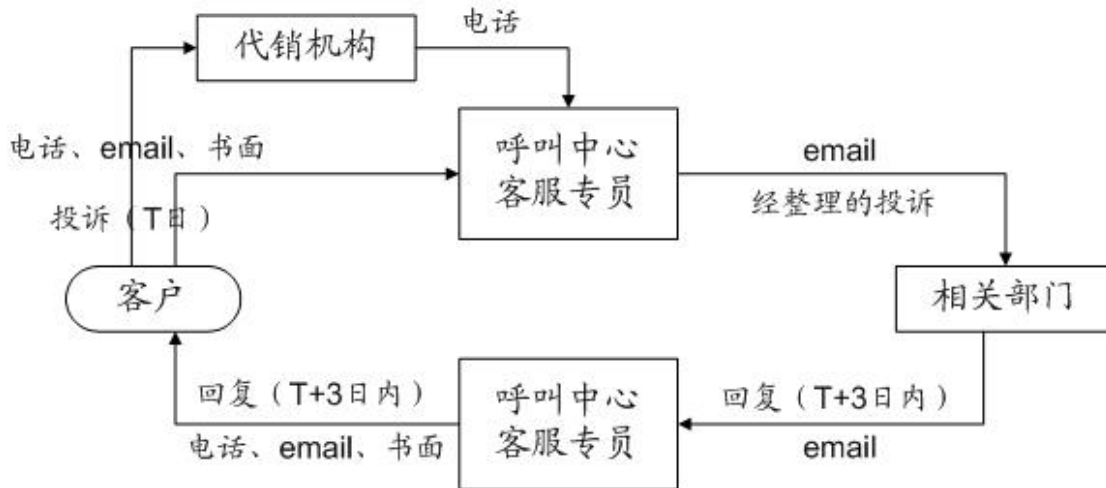 代销机构
电话
呼叫中心
客服专员
电话、email、书面
email
经整理的投诉
投诉（T日）
客户
相关部门
呼叫中心
客服专员
回复（T+3日内）
电话、email、书面
回复（T+3日内）
email